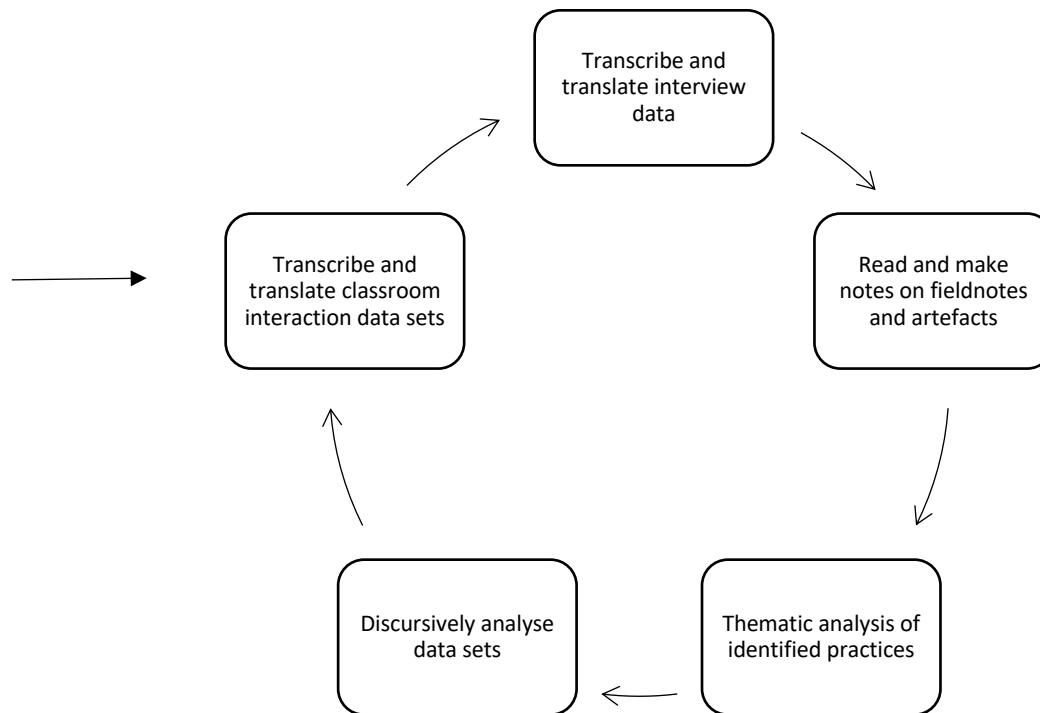 Transcribe and
translate interview
data
Transcribe and
translate classroom
interaction data sets
Read and make
notes on fieldnotes
and artefacts
Discursively analyse
data sets
Thematic analysis of
identified practices